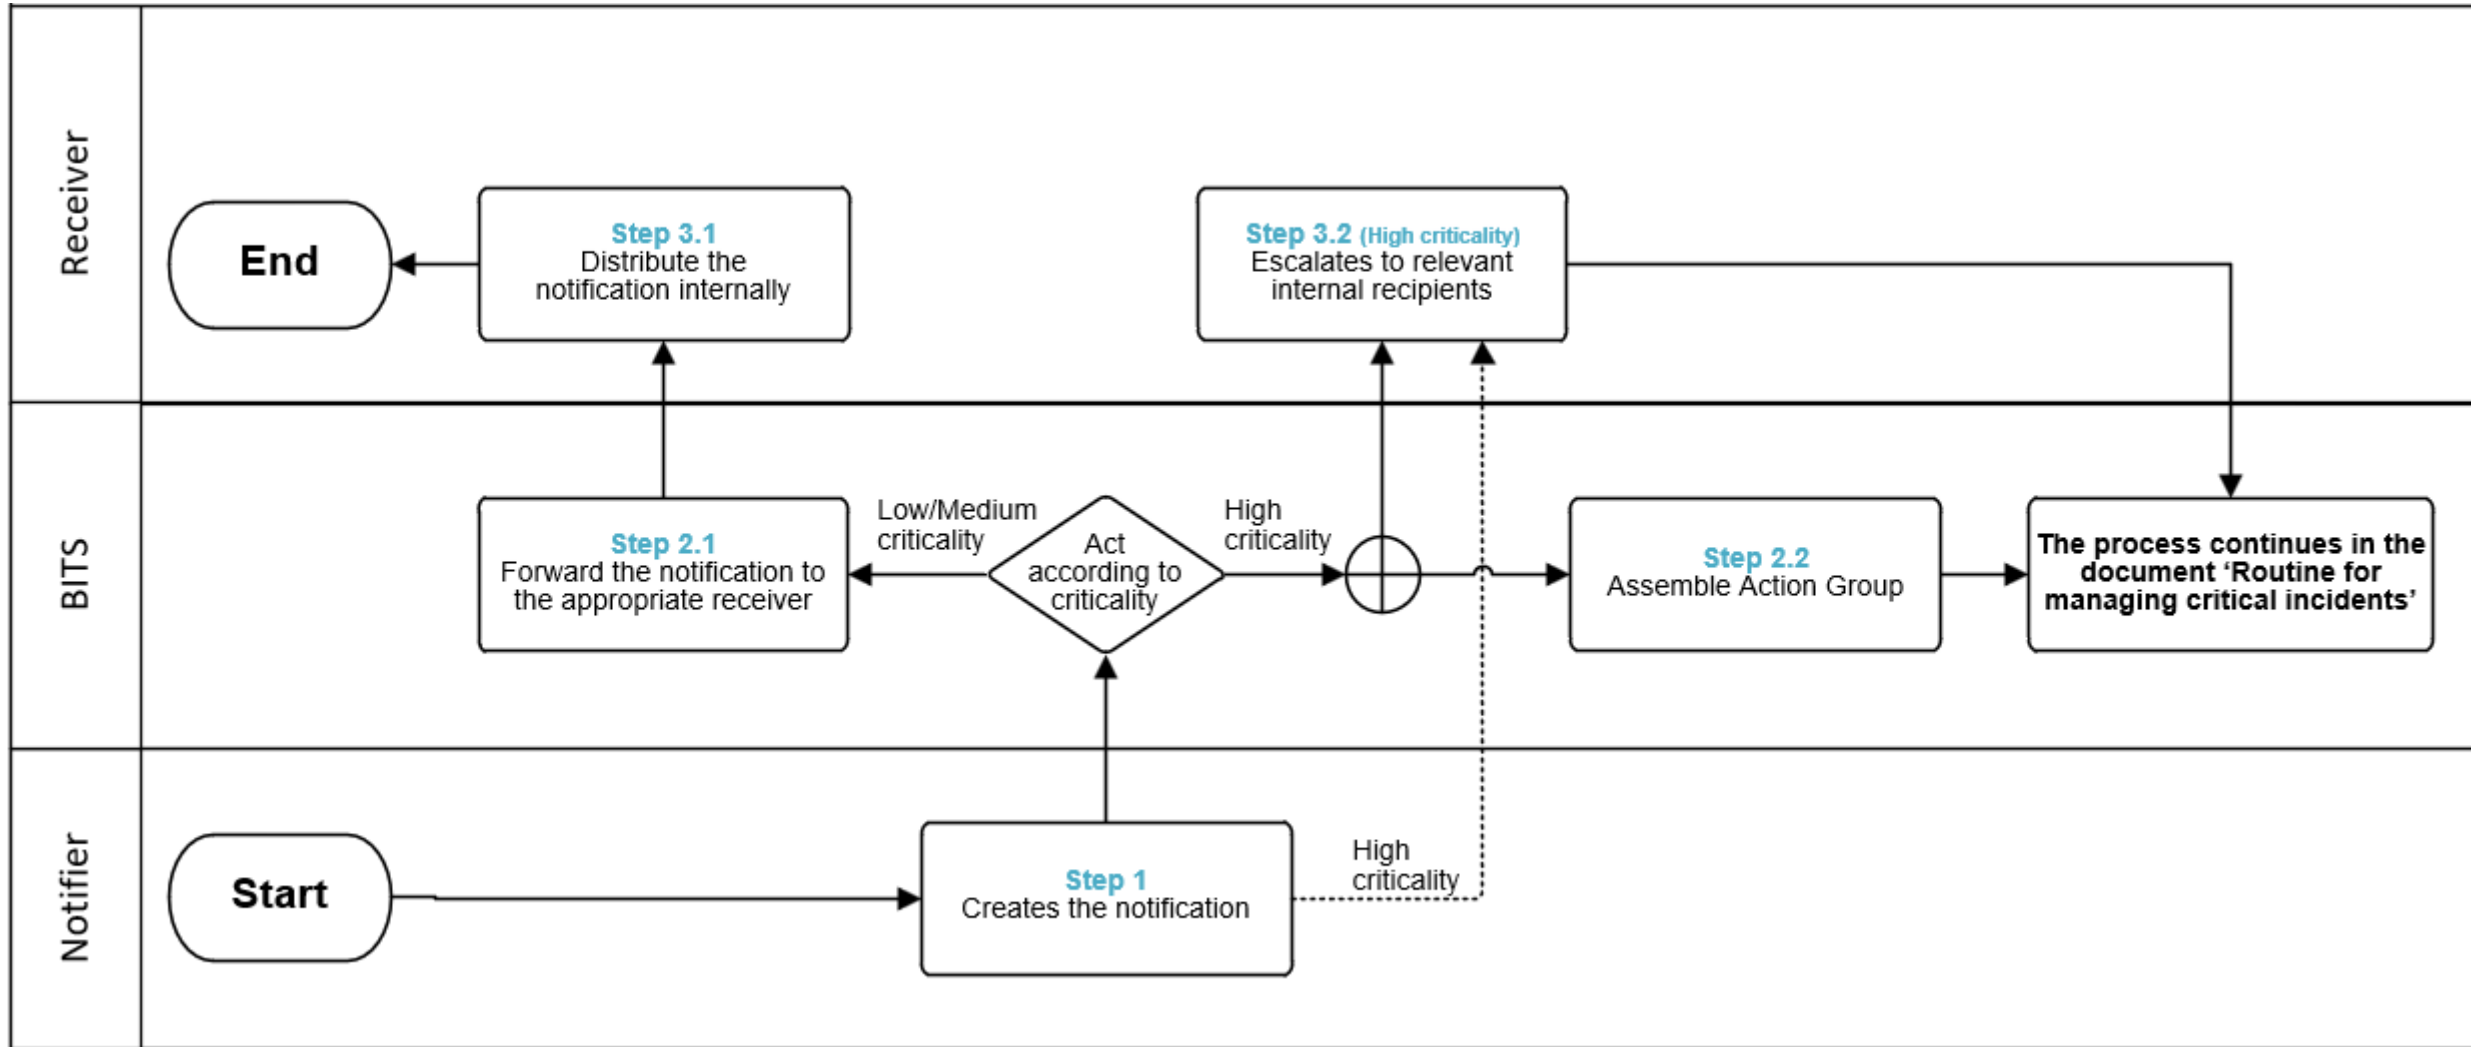 Receiver
End
Step 3.1
Distribute the
notification internally
Step 3.2 (High criticality)
Escalates to relevant
internal recipients
BITS
Step 2.1
Forward the notification to
the appropriate receiver
Low/Medium
criticality
Act
according to
criticality
High
criticality
Step 2.2
Assemble Action Group
The process continues in the
document ‘Routine for
managing critical incidents’
Notifier
Start
Step 1
Creates the notification
High
criticality